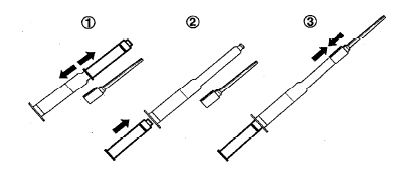 ① ② ③